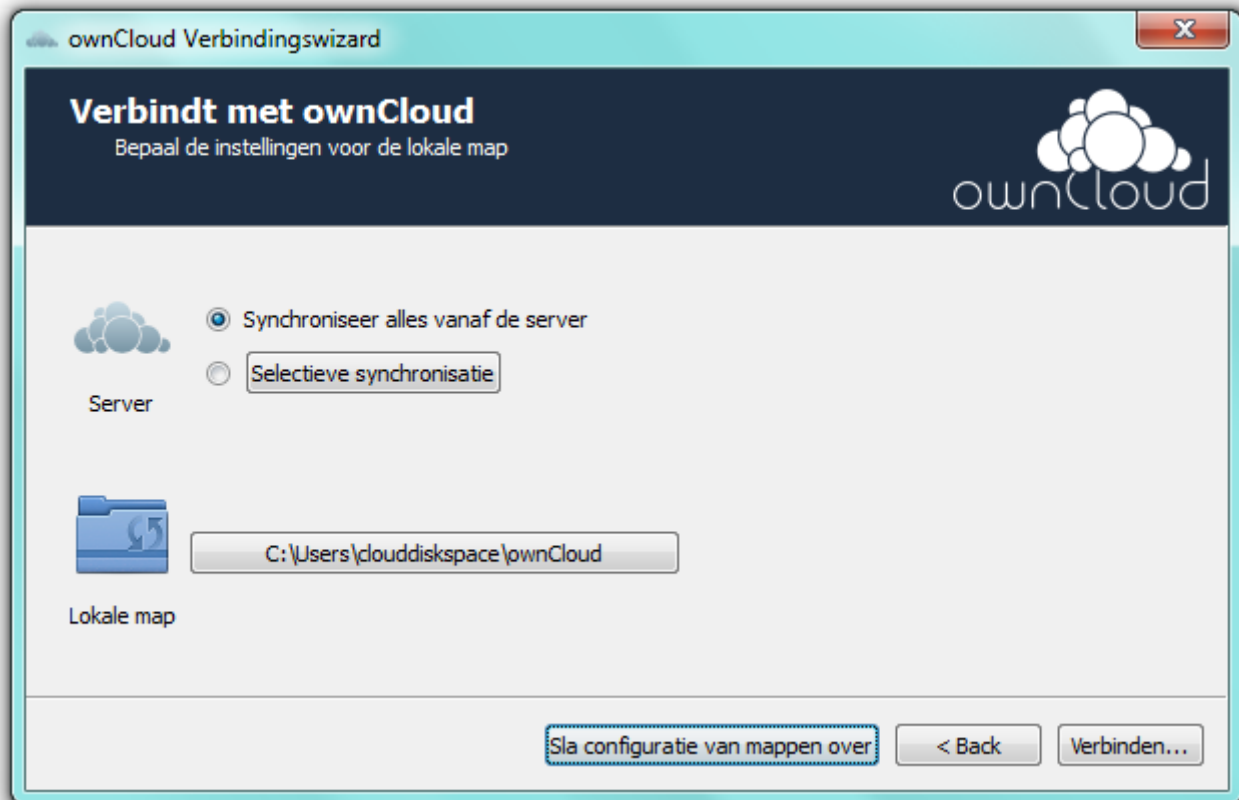 ownCloud Verbindingswizard
Verbindt met ownCloud
Bepaal de instellingen voor de lokale map
ownCloud
Synchroniseer alles vanaf de server
Selectieve synchronisatie
Server
C:\Users\clouddiskspace\ownCloud
Lokale map
Sla configuratie van mappen over
< Back
Verbinden...